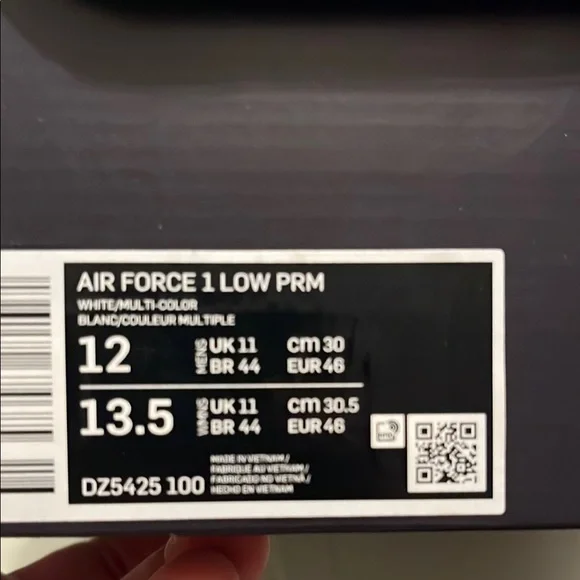 AIR FORCE 1 LOW PRM
WHITE/MULTI-COLOR
BLANC/COULEUR MULTIPLE
12 MENS UK 11 cm 30
BR 44 EUR 46
13.5 WMNS UK 11 cm 30.5
BR 44 EUR 46
MADE IN VIETNAM /
FABRIQUE AU VIETNAM /
FABRICADO NO VIETNÃ /
HECHO EN VIETNAM
DZ5425 100